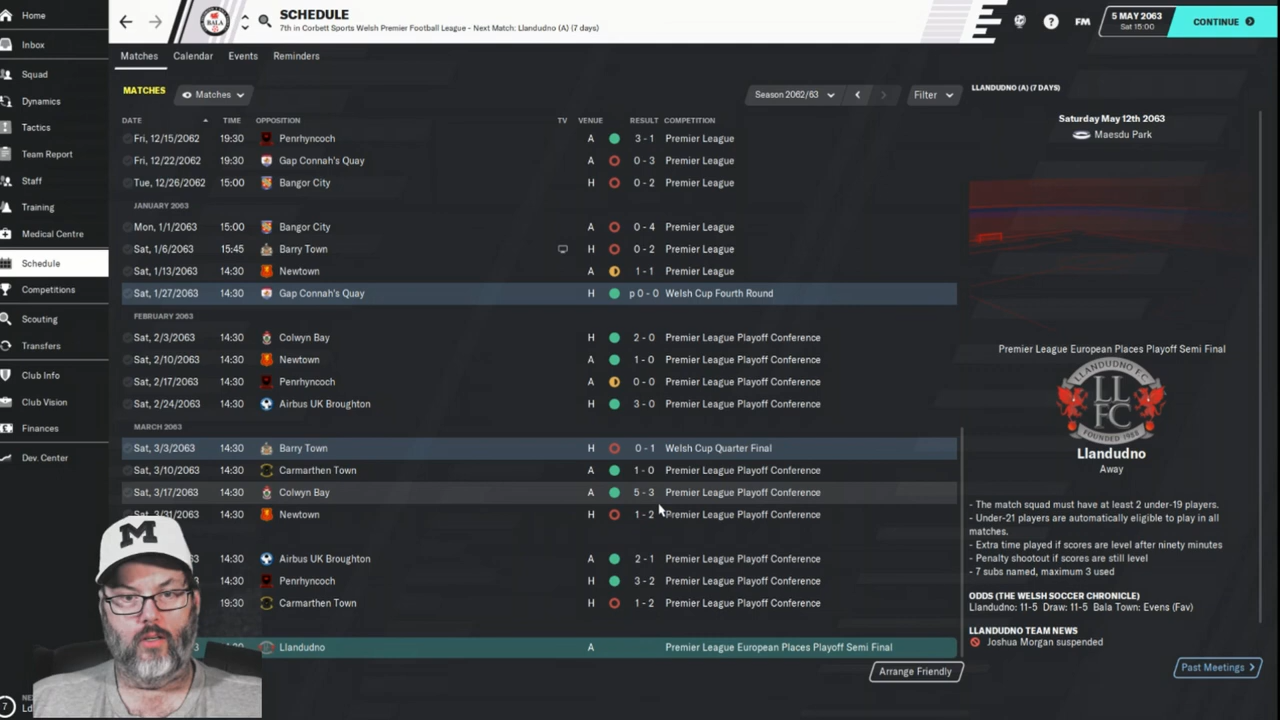 Home
Inbox
Squad
Dynamics
Tactics
Team Report
Staff
Training
Medical Centre
Schedule
Competitions
Scouting
Transfers
Club Info
Club Vision
Finances
Dev. Center
BALA
SCHEDULE
7th in Corbett Sports Welsh Premier Football League - Next Match: Llandudno (A) (7 days)
FM
5 MAY 2063
Sat 15:00
CONTINUE
Matches Calendar Events Reminders
MATCHES Matches Season 2062/63 Filter
DATE TIME OPPOSITION TV VENUE RESULT COMPETITION
Fri, 12/15/2062 19:30 Penrhyncoch A 3 - 1 Premier League
Fri, 12/22/2062 19:30 Gap Connah's Quay A 0 - 3 Premier League
Tue, 12/26/2062 15:00 Bangor City H 0 - 2 Premier League
JANUARY 2063
Mon, 1/1/2063 15:00 Bangor City A 0 - 4 Premier League
Sat, 1/6/2063 15:45 Barry Town H 0 - 2 Premier League
Sat, 1/13/2063 14:30 Newtown A 1 - 1 Premier League
Sat, 1/27/2063 14:30 Gap Connah's Quay H p 0 - 0 Welsh Cup Fourth Round
FEBRUARY 2063
Sat, 2/3/2063 14:30 Colwyn Bay H 2 - 0 Premier League Playoff Conference
Sat, 2/10/2063 14:30 Newtown A 1 - 0 Premier League Playoff Conference
Sat, 2/17/2063 14:30 Penrhyncoch A 0 - 0 Premier League Playoff Conference
Sat, 2/24/2063 14:30 Airbus UK Broughton H 3 - 0 Premier League Playoff Conference
MARCH 2063
Sat, 3/3/2063 14:30 Barry Town H 0 - 1 Welsh Cup Quarter Final
Sat, 3/10/2063 14:30 Carmarthen Town A 1 - 0 Premier League Playoff Conference
Sat, 3/17/2063 14:30 Colwyn Bay A 5 - 3 Premier League Playoff Conference
Sat, 3/31/2063 14:30 Newtown H 1 - 2 Premier League Playoff Conference
14:30 Airbus UK Broughton A 2 - 1 Premier League Playoff Conference
14:30 Penrhyncoch H 3 - 2 Premier League Playoff Conference
19:30 Carmarthen Town H 1 - 2 Premier League Playoff Conference
Llandudno A Premier League European Places Playoff Semi Final
Arrange Friendly
LLANDUDNO (A) (7 DAYS)
Saturday May 12th 2063
Maesdu Park
Premier League European Places Playoff Semi Final
LLANDUDNO FC
LL
FC
FOUNDED 1988
Llandudno
Away
- The match squad must have at least 2 under-19 players.
- Under-21 players are automatically eligible to play in all
matches.
- Extra time played if scores are level after ninety minutes
- Penalty shootout if scores are still level
- 7 subs named, maximum 3 used
ODDS (THE WELSH SOCCER CHRONICLE)
Llandudno: 11-5 Draw: 11-5 Bala Town: Evens (Fav)
LLANDUDNO TEAM NEWS
Joshua Morgan suspended
Past Meetings
M
7